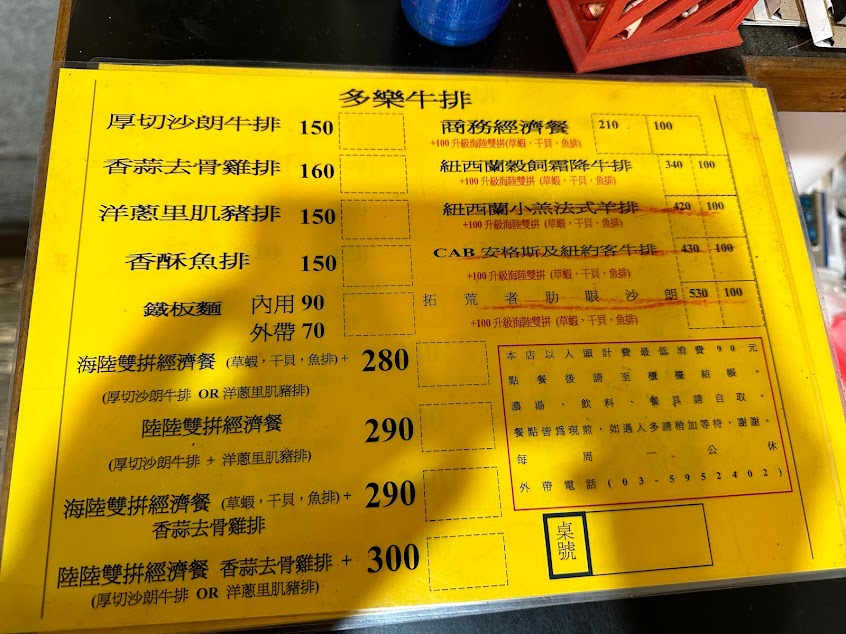 多樂牛排
厚切沙朗牛排 150
香蒜去骨雞排 160
洋蔥里肌豬排 150
香酥魚排 150
鐵板麵 內用 90
外帶 70
海陸雙拼經濟餐 (草蝦，干貝，魚排) + 280
(厚切沙朗牛排 OR 洋蔥里肌豬排)
陸陸雙拼經濟餐 290
(厚切沙朗牛排 + 洋蔥里肌豬排)
海陸雙拼經濟餐 (草蝦，干貝，魚排) + 290
香蒜去骨雞排
陸陸雙拼經濟餐 香蒜去骨雞排 + 300
(厚切沙朗牛排 OR 洋蔥里肌豬排)
商務經濟餐 210 100
+100 升級海陸雙拼(草蝦，干貝，魚排)
紐西蘭穀飼霜降牛排 340 100
+100 升級海陸雙拼 (草蝦，干貝，魚排)
紐西蘭小羔法式羊排 420 100
+100 升級海陸雙拼 (草蝦，干貝，魚排)
CAB 安格斯及紐約客牛排 430 100
+100 升級海陸雙拼 (草蝦，干貝，魚排)
拓荒者肋眼沙朗 530 100
+100 升級海陸雙拼 (草蝦，干貝，魚排)
本店以人頭計費最低消費90元
點餐後請至櫃檯結帳。
濃湯、飲料、餐具請自取。
餐點皆為現煎，如遇人多請稍加等待，謝謝。
每周一公休
外帶電話(03-5952402)
桌號